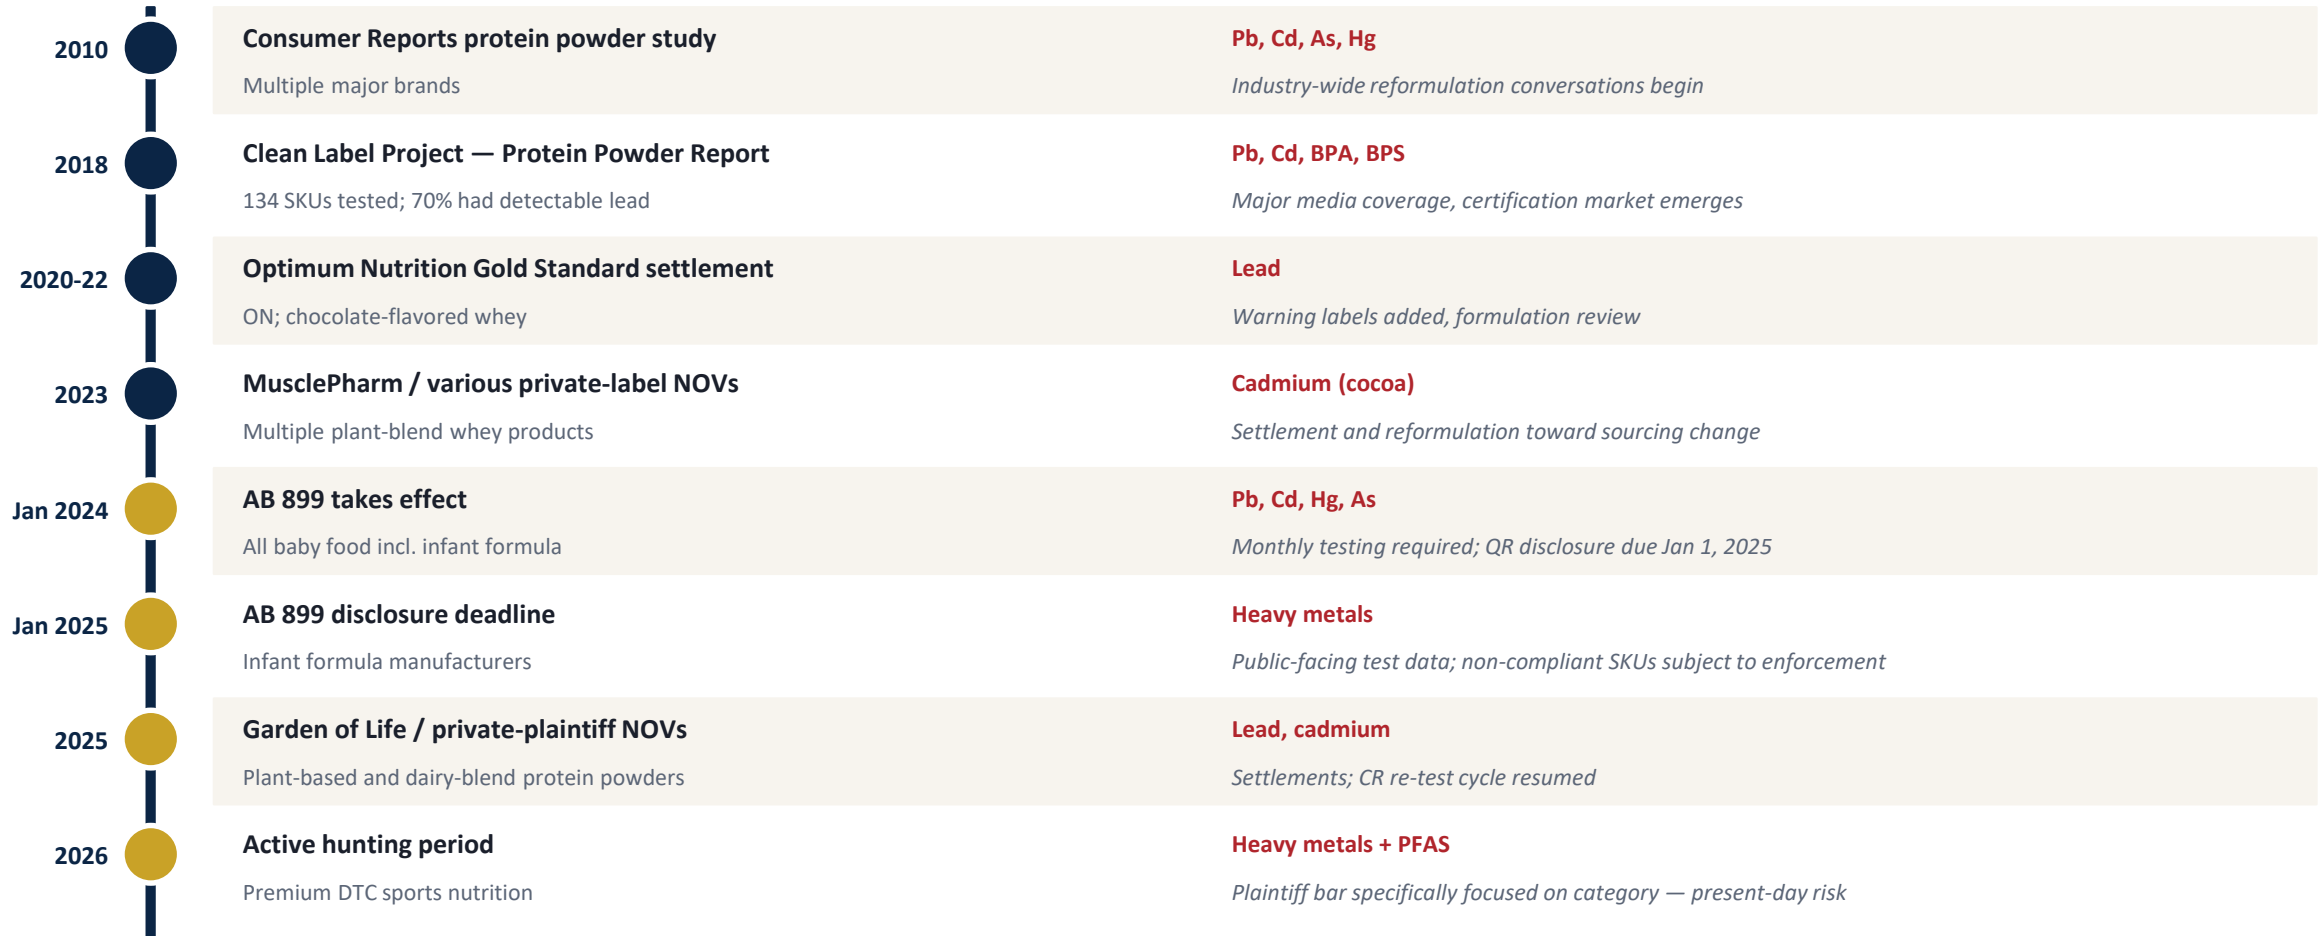 2010
Consumer Reports protein powder study
Pb, Cd, As, Hg
Multiple major brands
Industry-wide reformulation conversations begin
2018
Clean Label Project — Protein Powder Report
Pb, Cd, BPA, BPS
134 SKUs tested; 70% had detectable lead
Major media coverage, certification market emerges
2020-22
Optimum Nutrition Gold Standard settlement
Lead
ON; chocolate-flavored whey
Warning labels added, formulation review
2023
MusclePharm / various private-label NOVs
Cadmium (cocoa)
Multiple plant-blend whey products
Settlement and reformulation toward sourcing change
Jan 2024
AB 899 takes effect
Pb, Cd, Hg, As
All baby food incl. infant formula
Monthly testing required; QR disclosure due Jan 1, 2025
Jan 2025
AB 899 disclosure deadline
Heavy metals
Infant formula manufacturers
Public-facing test data; non-compliant SKUs subject to enforcement
2025
Garden of Life / private-plaintiff NOVs
Lead, cadmium
Plant-based and dairy-blend protein powders
Settlements; CR re-test cycle resumed
2026
Active hunting period
Heavy metals + PFAS
Premium DTC sports nutrition
Plaintiff bar specifically focused on category — present-day risk